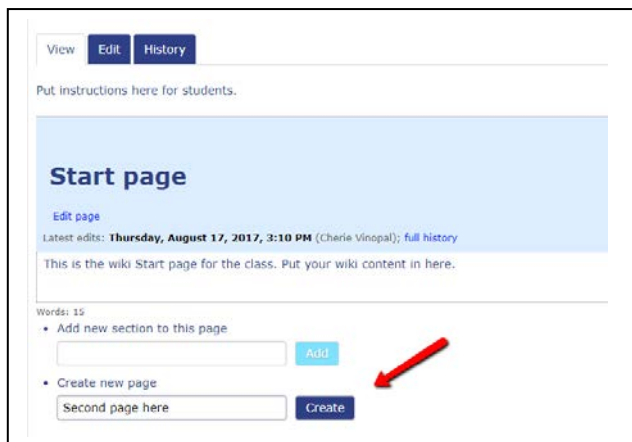 View Edit History
Put instructions here for students.
Start page
Edit page
Latest edits: Thursday, August 17, 2017, 3:10 PM (Cherie Vinopal); full history
This is the wiki Start page for the class. Put your wiki content in here.
Words: 15
• Add new section to this page
Add
• Create new page
Second page here Create